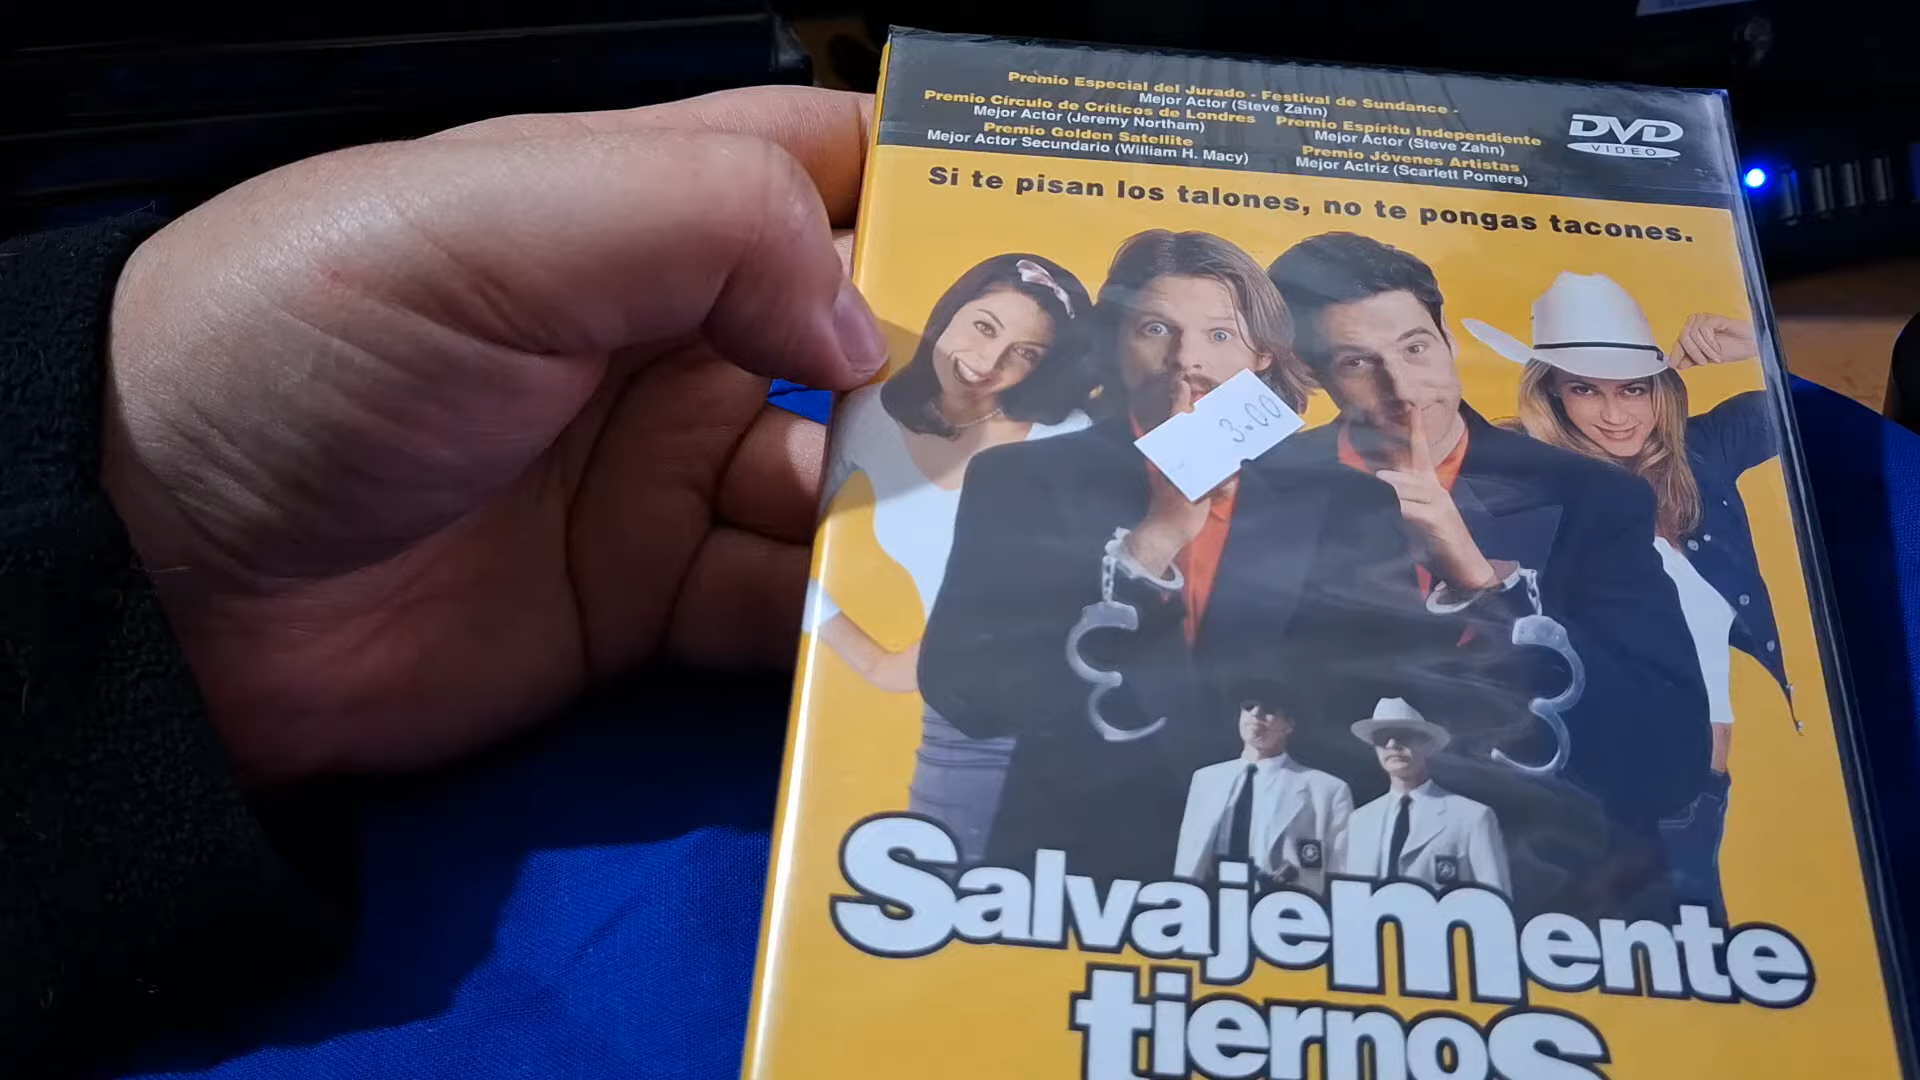 Premio Especial del Jurado - Festival de Sundance -
Mejor Actor (Steve Zahn)
Premio Círculo de Críticos de Londres
Mejor Actor (Jeremy Northam)
Premio Golden Satellite
Mejor Actor Secundario (William H. Macy)
Premio Espíritu Independiente
Mejor Actor (Steve Zahn)
Premio Jóvenes Artistas
Mejor Actriz (Scarlett Pomers)
DVD
VIDEO
Si te pisan los talones, no te pongas tacones.
3.00
Salvajemente
tiernos